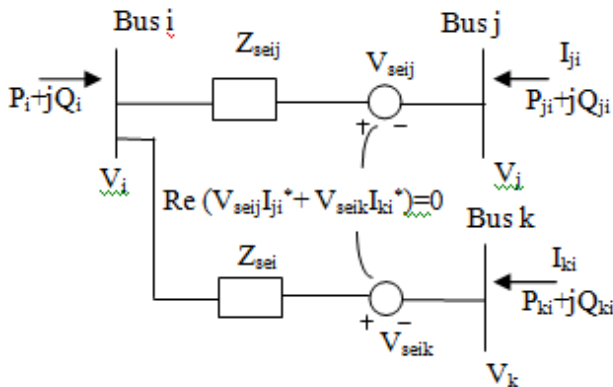 Bus i
Bus j
Z_seij
V_seij
I_ji
P_i+jQ_i
+ −
P_ji+jQ_ji
V_i
V_j
Re (V_seij I_ji^* + V_seik I_ki^*)=0
Bus k
Z_sei
I_ki
+ −
P_ki+jQ_ki
V_seik
V_k